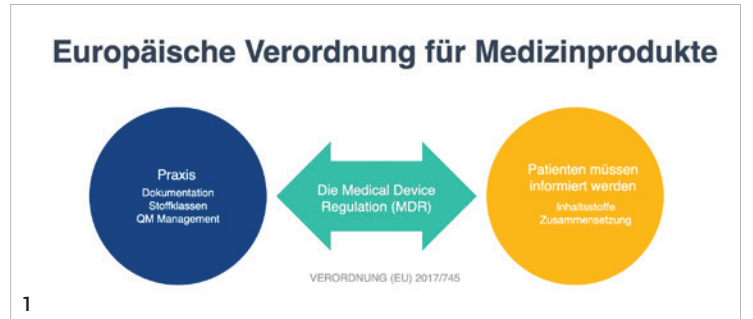 Europäische Verordnung für Medizinprodukte
Praxis
Dokumentation
Stoffklassen
QM Management
Die Medical Device
Regulation (MDR)
Patienten müssen
informiert werden
Inhaltsstoffe
Zusammensetzung
VERORDNUNG (EU) 2017/745
1